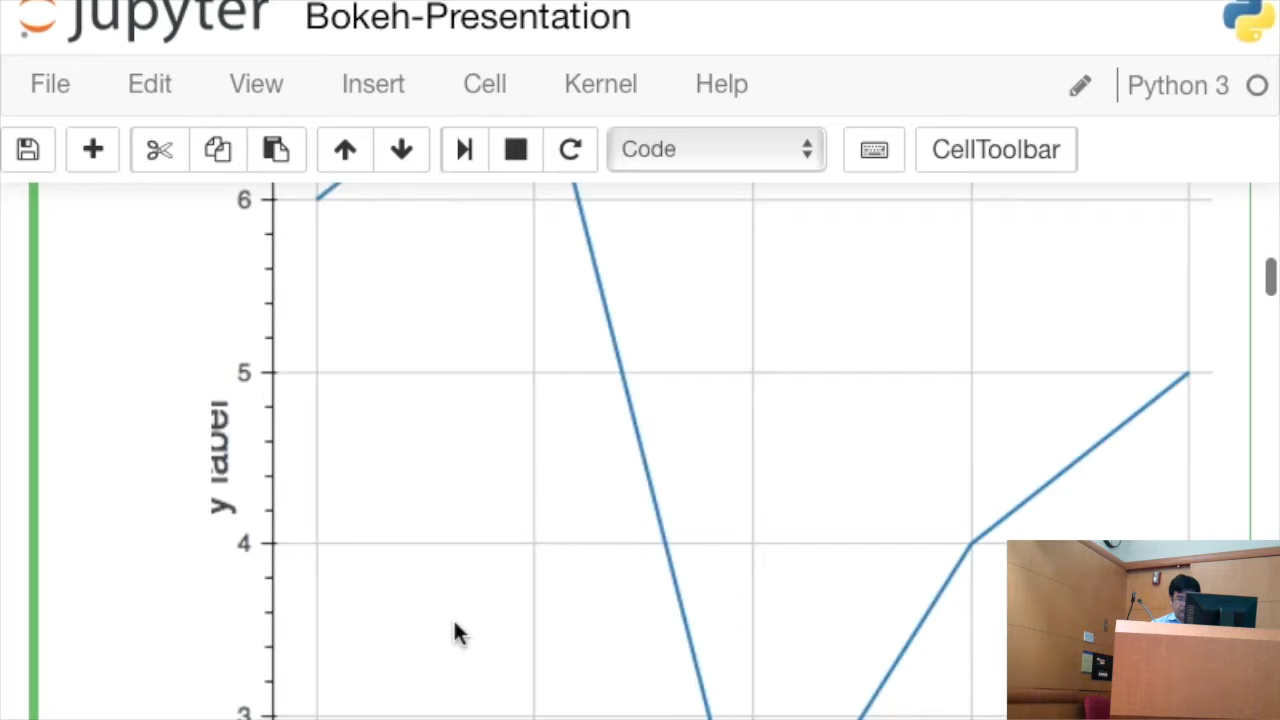 jupyter Bokeh-Presentation
File Edit View Insert Cell Kernel Help Python 3
Code CellToolbar
6
5
y label
4
3